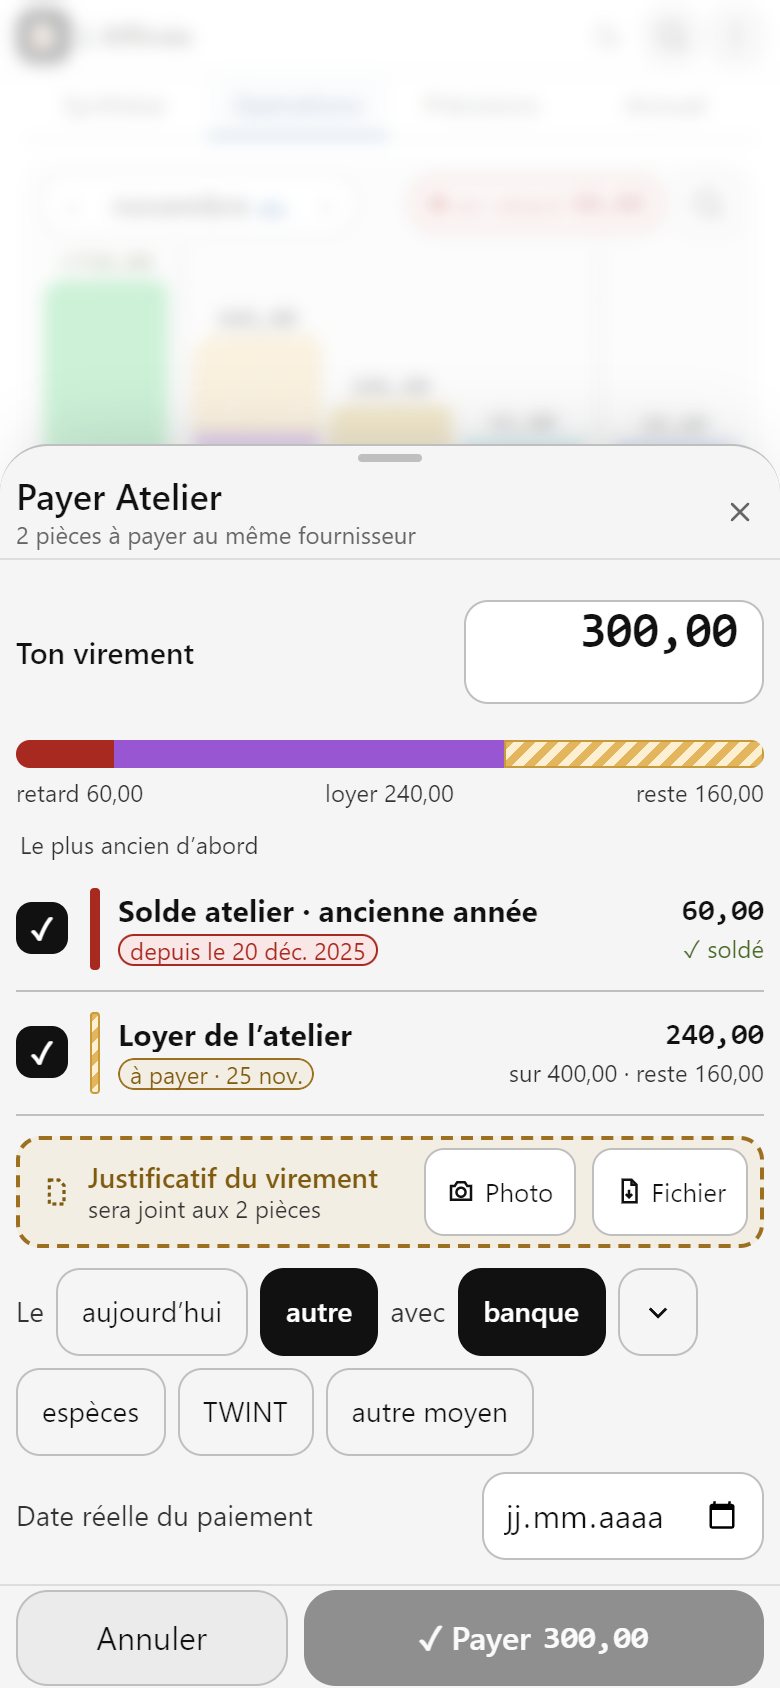 Payer Atelier
2 pièces à payer au même fournisseur
Ton virement
300,00
retard 60,00 loyer 240,00 reste 160,00
Le plus ancien d’abord
Solde atelier · ancienne année 60,00
depuis le 20 déc. 2025 ✓ soldé
Loyer de l’atelier 240,00
à payer · 25 nov. sur 400,00 · reste 160,00
Justificatif du virement
sera joint aux 2 pièces
Photo Fichier
Le aujourd’hui autre avec banque
espèces TWINT autre moyen
Date réelle du paiement jj.mm.aaaa
Annuler ✓ Payer 300,00